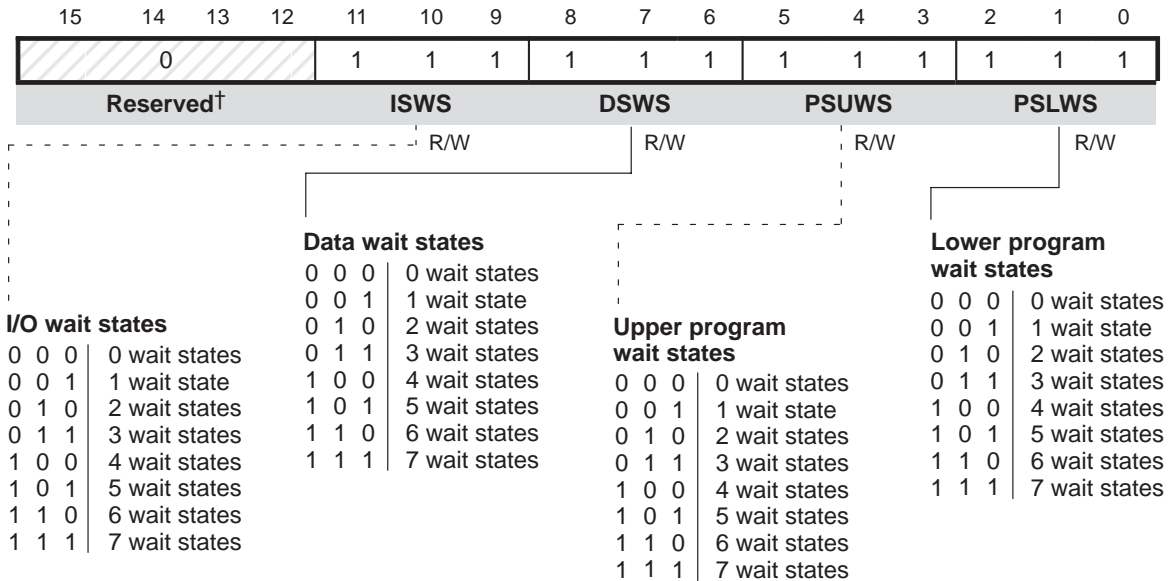 15 14 13 12 11 10 9 8 7 6 5 4 3 2 1 0
0 1 1 1 1 1 1 1 1 1 1 1 1
Reserved† ISWS DSWS PSUWS PSLWS
R/W R/W R/W R/W
I/O wait states
0 0 0 0 wait states
0 0 1 1 wait state
0 1 0 2 wait states
0 1 1 3 wait states
1 0 0 4 wait states
1 0 1 5 wait states
1 1 0 6 wait states
1 1 1 7 wait states
Data wait states
0 0 0 0 wait states
0 0 1 1 wait state
0 1 0 2 wait states
0 1 1 3 wait states
1 0 0 4 wait states
1 0 1 5 wait states
1 1 0 6 wait states
1 1 1 7 wait states
Upper program
wait states
0 0 0 0 wait states
0 0 1 1 wait state
0 1 0 2 wait states
0 1 1 3 wait states
1 0 0 4 wait states
1 0 1 5 wait states
1 1 0 6 wait states
1 1 1 7 wait states
Lower program
wait states
0 0 0 0 wait states
0 0 1 1 wait state
0 1 0 2 wait states
0 1 1 3 wait states
1 0 0 4 wait states
1 0 1 5 wait states
1 1 0 6 wait states
1 1 1 7 wait states